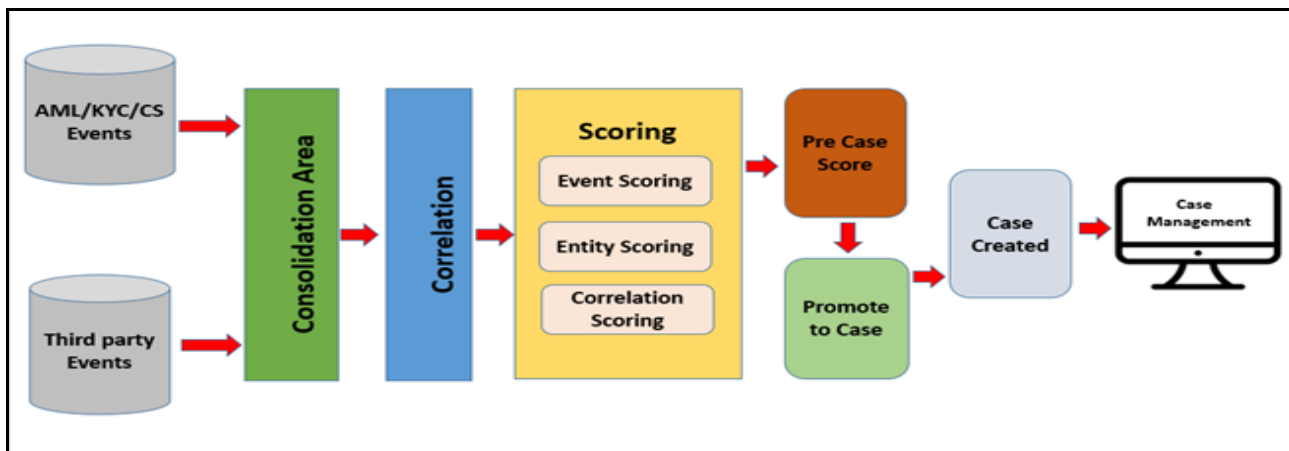 AML/KYC/CS
Events
Third party
Events
Consolidation Area
Correlation
Scoring
Event Scoring
Entity Scoring
Correlation
Scoring
Pre Case
Score
Promote
to Case
Case
Created
Case
Management